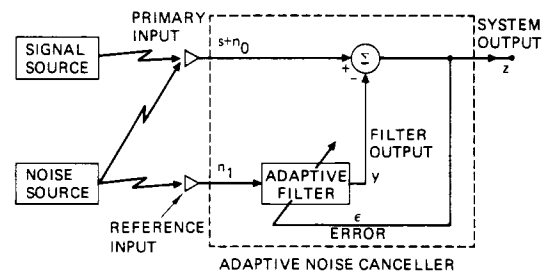 PRIMARY
INPUT
SYSTEM
OUTPUT
SIGNAL
SOURCE
s+n0
+
−
Σ
z
FILTER
OUTPUT
NOISE
SOURCE
n1
ADAPTIVE
FILTER
y
REFERENCE
INPUT
ϵ
ERROR
ADAPTIVE NOISE CANCELLER